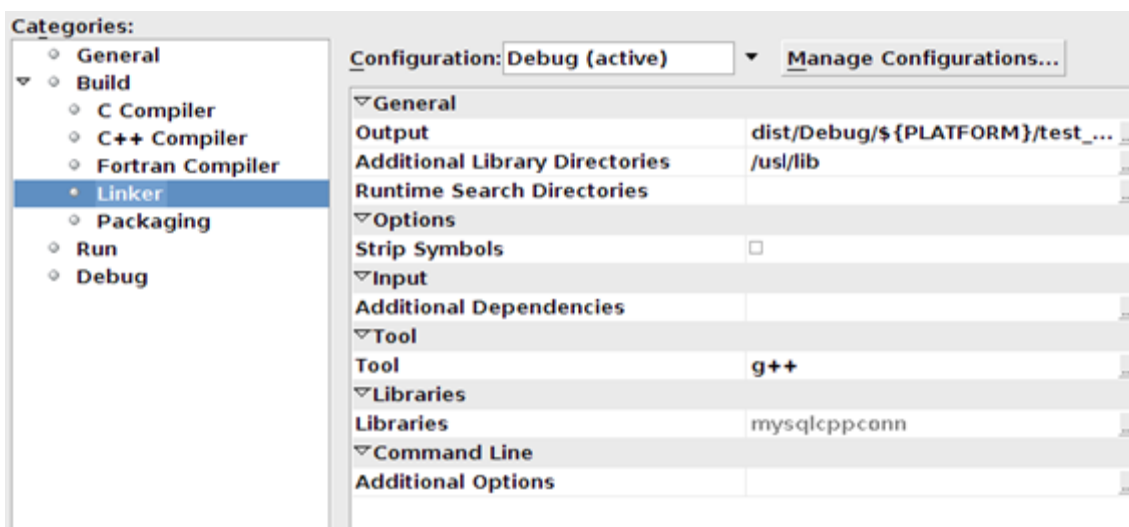 Categories:
General
Build
C Compiler
C++ Compiler
Fortran Compiler
Linker
Packaging
Run
Debug
Configuration: Debug (active)
Manage Configurations...
General
Output dist/Debug/${PLATFORM}/test_... ...
Additional Library Directories /usl/lib ...
Runtime Search Directories ...
Options
Strip Symbols
Input
Additional Dependencies ...
Tool
Tool g++ ...
Libraries
Libraries mysqlcppconn ...
Command Line
Additional Options ...